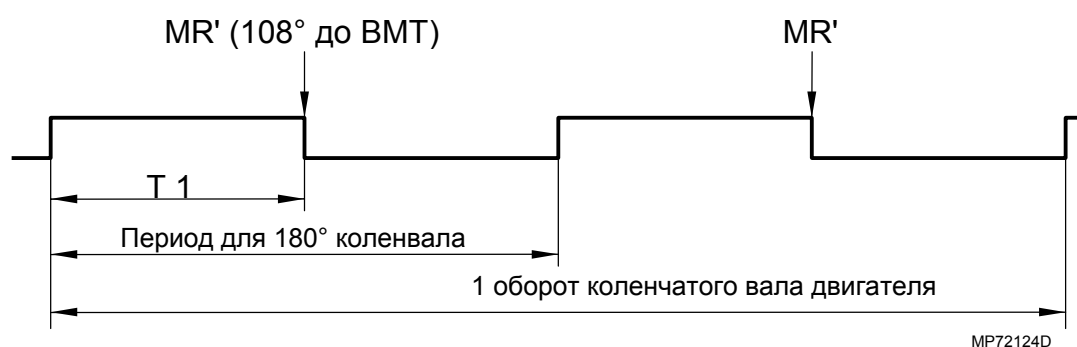 MR' (108° до ВМТ)
MR'
T 1
Период для 180° коленвала
1 оборот коленчатого вала двигателя
MP72124D